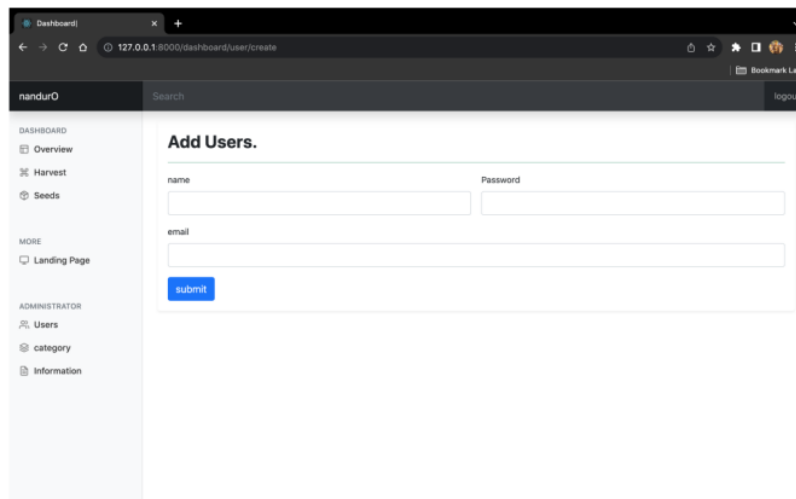 Dashboard|
127.0.0.1:8000/dashboard/user/create
Bookmark La
nandurO
Search
logou
DASHBOARD
Overview
Harvest
Seeds
MORE
Landing Page
ADMINISTRATOR
Users
category
Information
Add Users.
name
Password
email
submit